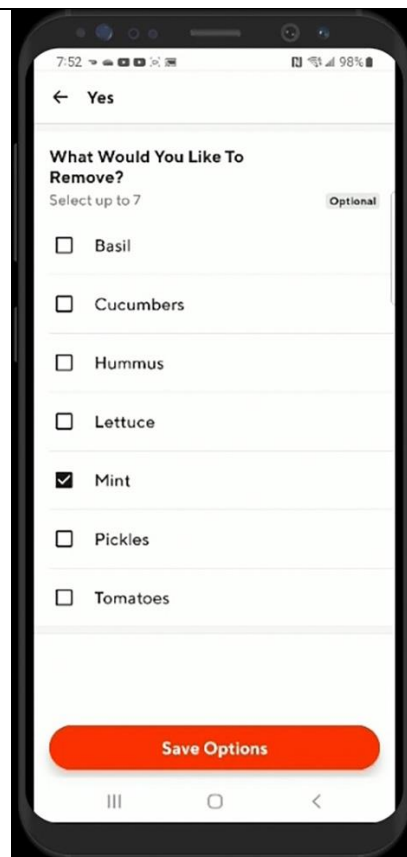 7:52 98%
Yes
What Would You Like To
Remove?
Select up to 7 Optional
Basil
Cucumbers
Hummus
Lettuce
Mint
Pickles
Tomatoes
Save Options